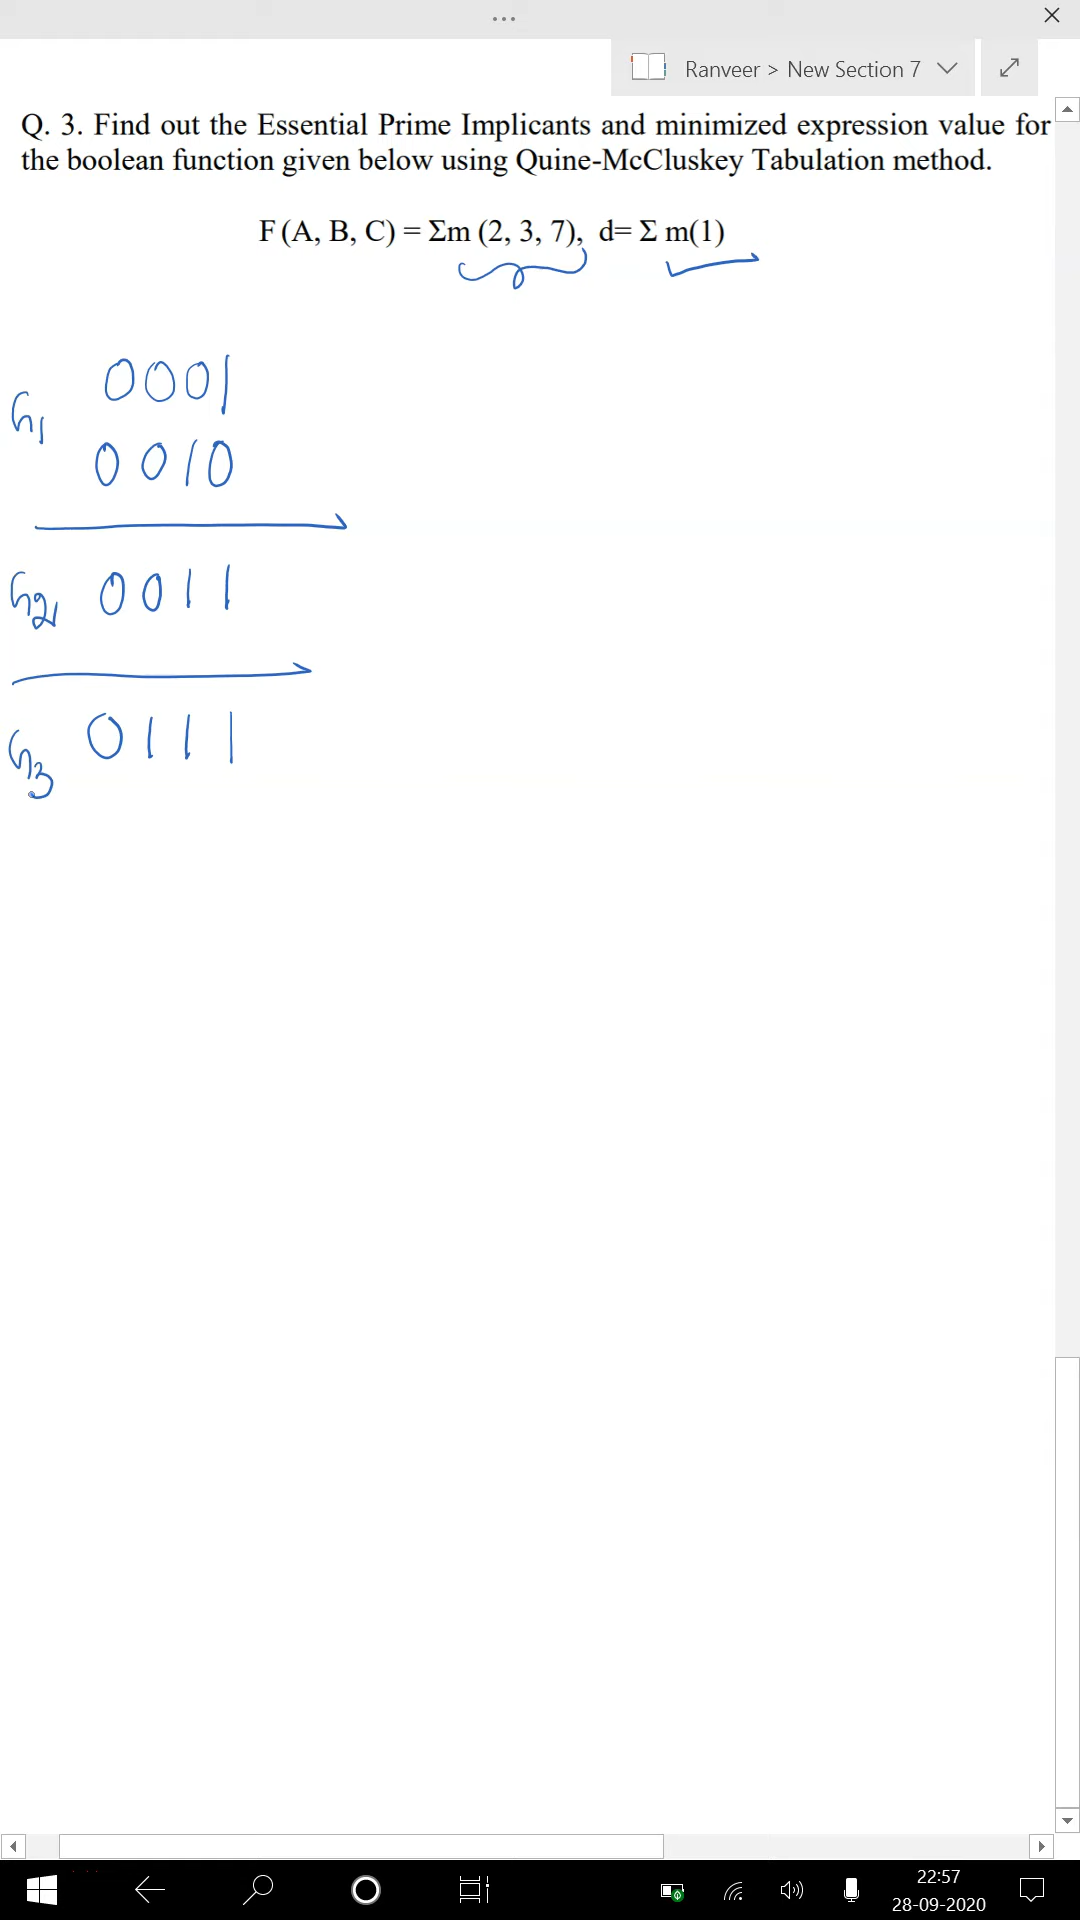 Ranveer > New Section 7
Q. 3. Find out the Essential Prime Implicants and minimized expression value for
the boolean function given below using Quine-McCluskey Tabulation method.
F (A, B, C) = Σm (2, 3, 7), d= Σ m(1)
G1 0001
0010
G2 0011
G3 0111
22:57
28-09-2020